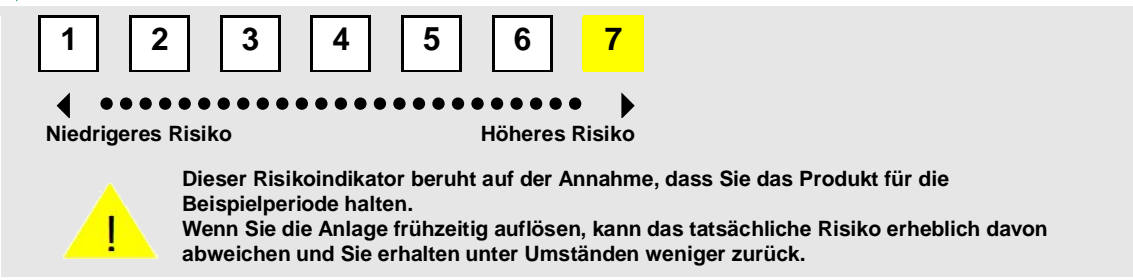 1 2 3 4 5 6 7
Niedrigeres Risiko Höheres Risiko
!
Dieser Risikoindikator beruht auf der Annahme, dass Sie das Produkt für die
Beispielperiode halten.
Wenn Sie die Anlage frühzeitig auflösen, kann das tatsächliche Risiko erheblich davon
abweichen und Sie erhalten unter Umständen weniger zurück.